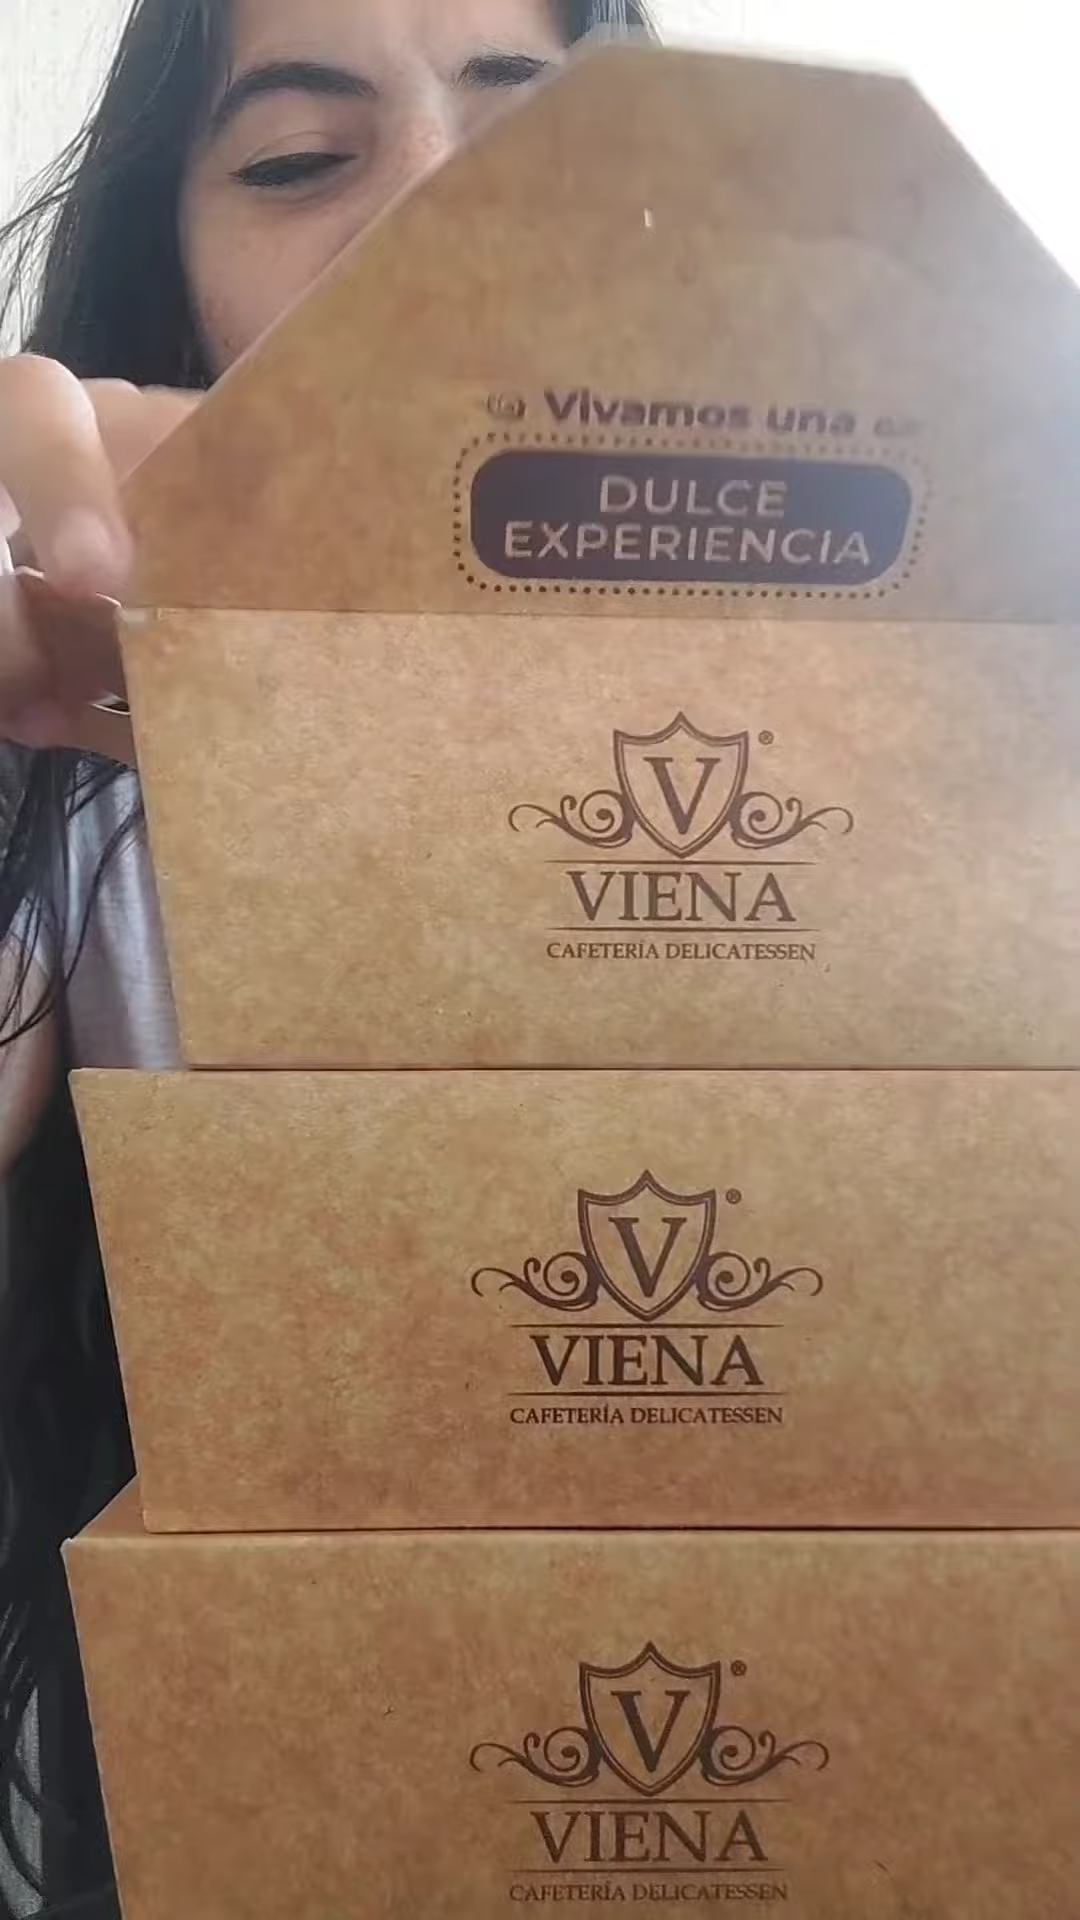 Vivamos una
DULCE
EXPERIENCIA
V®
VIENA
CAFETERÍA DELICATESSEN
V®
VIENA
CAFETERÍA DELICATESSEN
V®
VIENA
CAFETERÍA DELICATESSEN